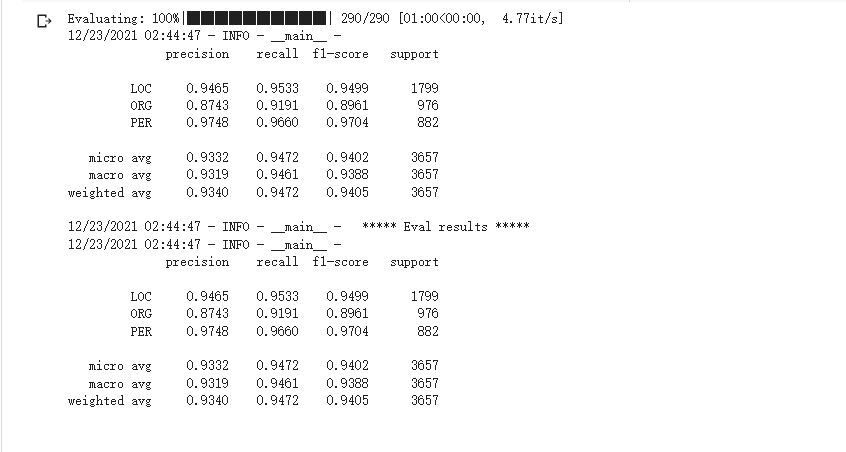 Evaluating: 100%|████████████| 290/290 [01:00<00:00,  4.77it/s]
12/23/2021 02:44:47 - INFO - __main__ -
precision    recall  f1-score   support
LOC     0.9465    0.9533    0.9499      1799
ORG     0.8743    0.9191    0.8961       976
PER     0.9748    0.9660    0.9704       882
micro avg     0.9332    0.9472    0.9402      3657
macro avg     0.9319    0.9461    0.9388      3657
weighted avg     0.9340    0.9472    0.9405      3657
12/23/2021 02:44:47 - INFO - __main__ -   ***** Eval results *****
12/23/2021 02:44:47 - INFO - __main__ -
precision    recall  f1-score   support
LOC     0.9465    0.9533    0.9499      1799
ORG     0.8743    0.9191    0.8961       976
PER     0.9748    0.9660    0.9704       882
micro avg     0.9332    0.9472    0.9402      3657
macro avg     0.9319    0.9461    0.9388      3657
weighted avg     0.9340    0.9472    0.9405      3657